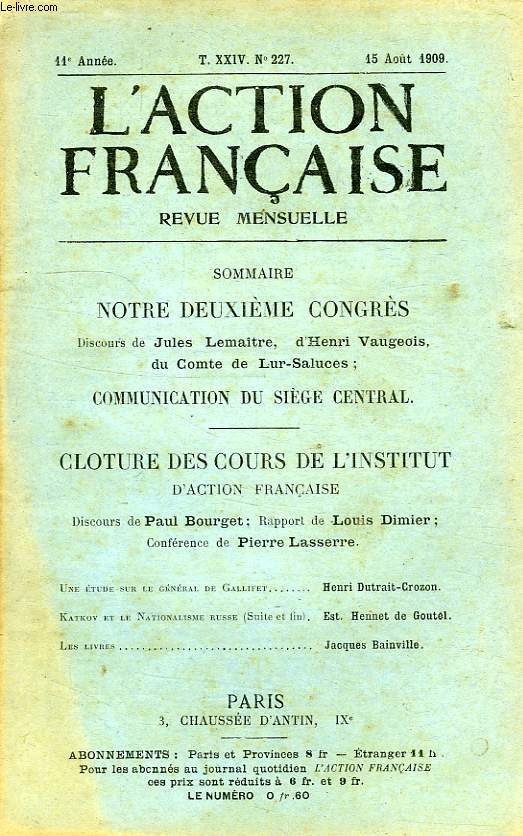 Le-livre.com
11e Année. T. XXIV. No 227. 15 Août 1909.
L'ACTION
FRANÇAISE
REVUE MENSUELLE
SOMMAIRE
NOTRE DEUXIÈME CONGRÈS
Discours de Jules Lemaître, d'Henri Vaugeois,
du Comte de Lur-Saluces ;
COMMUNICATION DU SIÈGE CENTRAL.
CLOTURE DES COURS DE L'INSTITUT
D'ACTION FRANÇAISE
Discours de Paul Bourget ; Rapport de Louis Dimier ;
Conférence de Pierre Lasserre.
UNE ÉTUDE SUR LE GÉNÉRAL DE GALLIFET........ Henri Dutrait-Crozon.
KATKOV ET LE NATIONALISME RUSSE (Suite et fin). Est. Hennet de Goutel.
LES LIVRES................................. Jacques Bainville.
PARIS
3, CHAUSSÉE D'ANTIN, IXe
ABONNEMENTS : Paris et Provinces 8 fr — Étranger 11 fr.
Pour les abonnés au journal quotidien L'ACTION FRANÇAISE
ces prix sont réduits à 6 fr. et 9 fr.
LE NUMÉRO 0 fr. 60